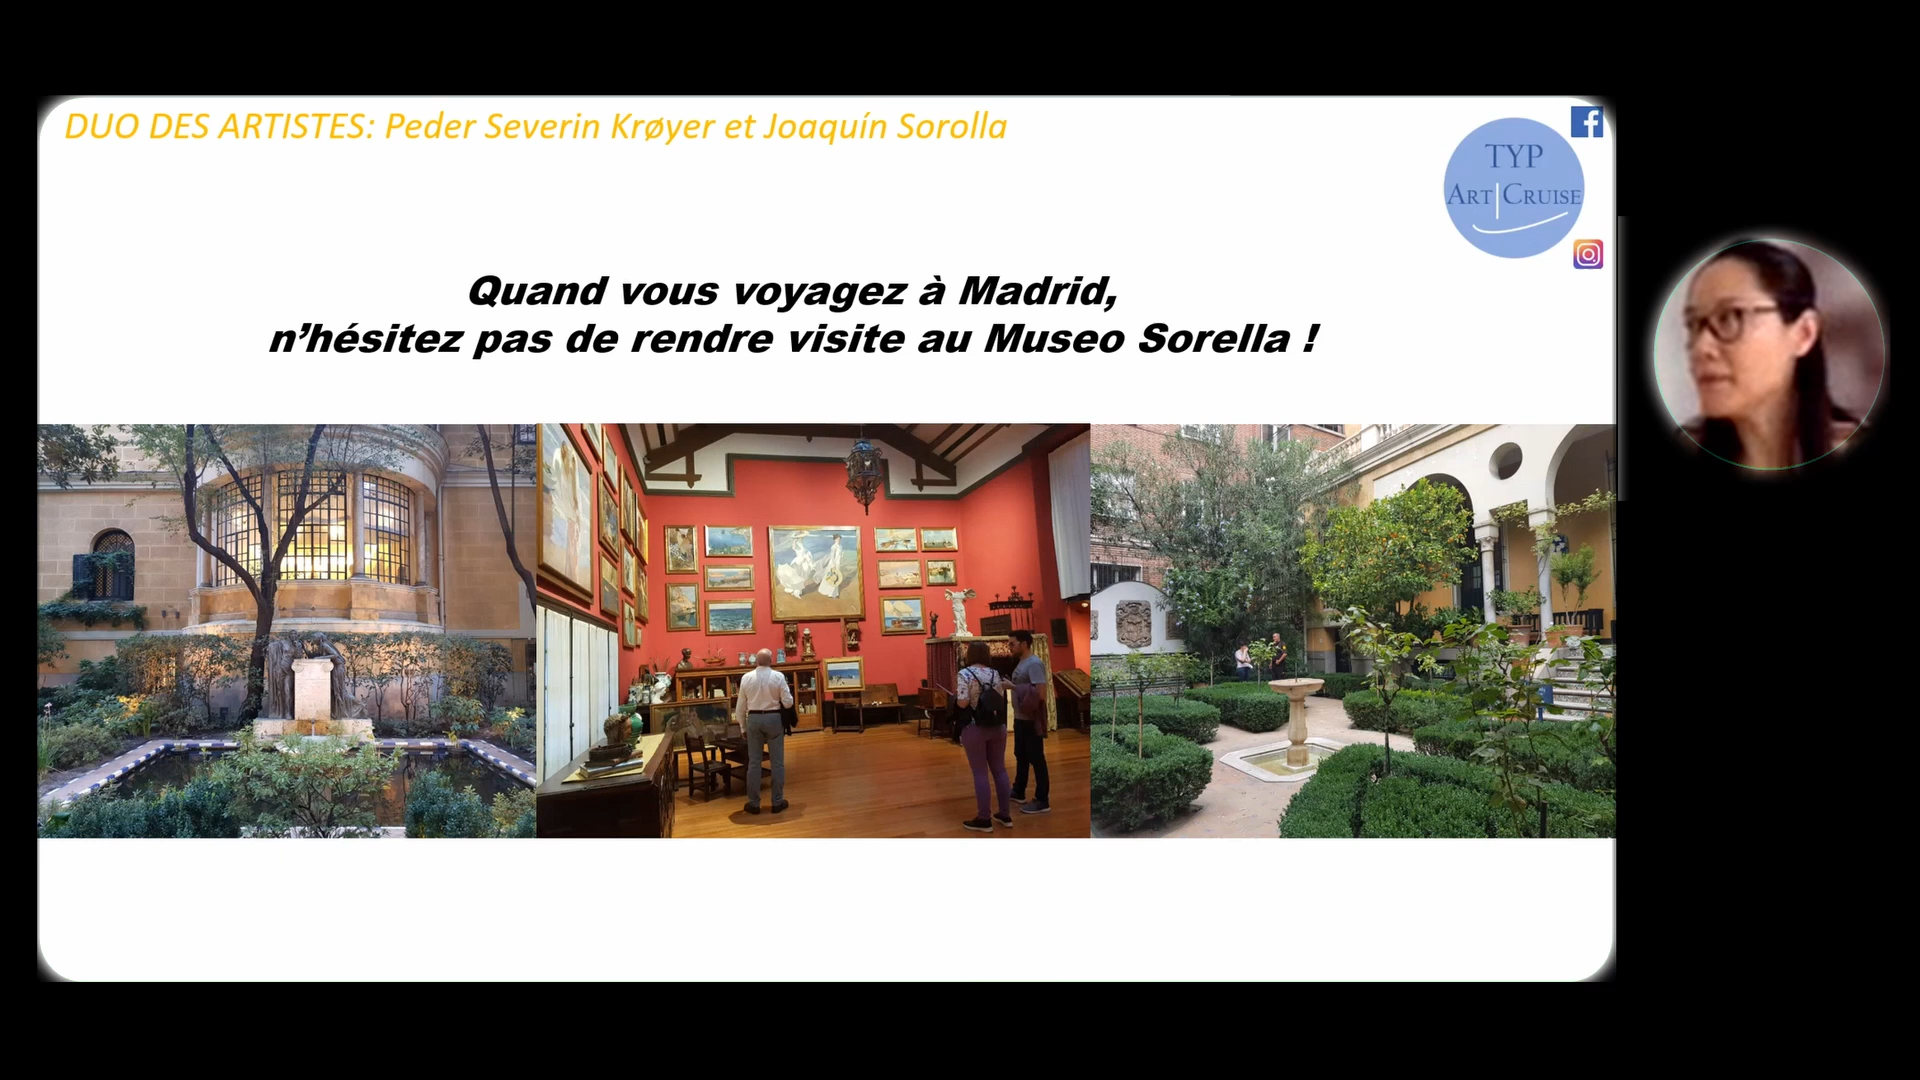 DUO DES ARTISTES: Peder Severin Krøyer et Joaquín Sorolla
TYP
ART|CRUISE
Quand vous voyagez à Madrid,
n’hésitez pas de rendre visite au Museo Sorella !